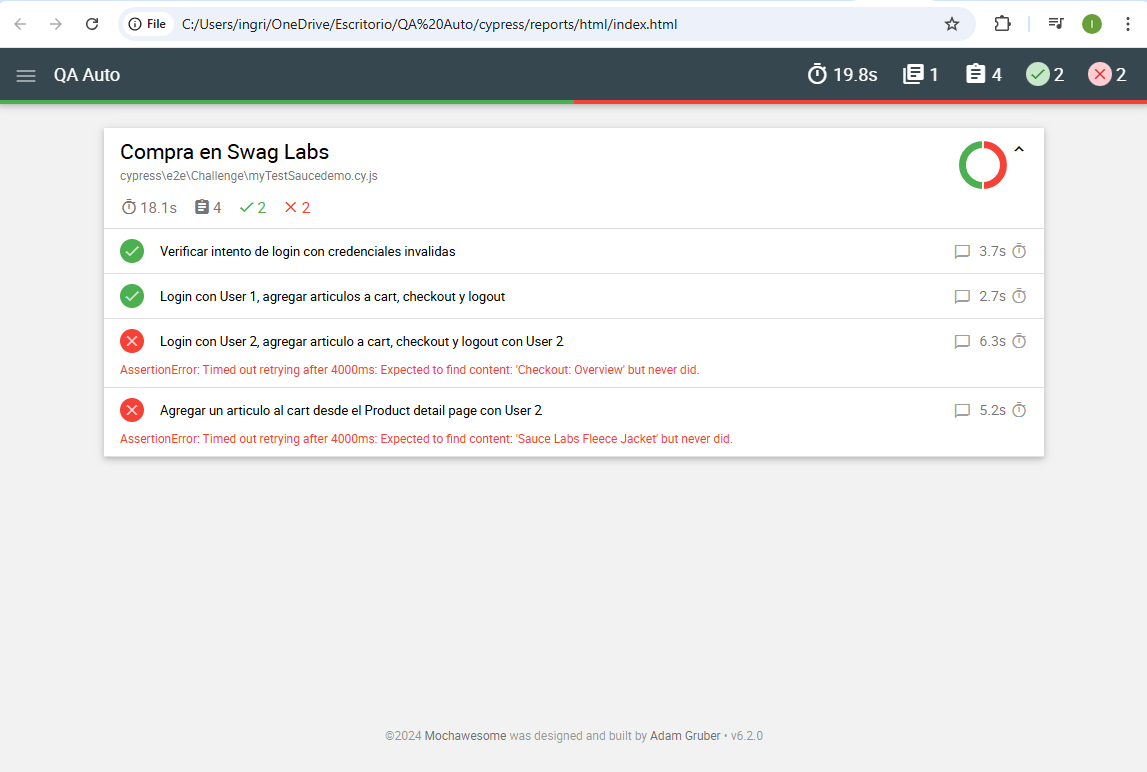 File C:/Users/ingri/OneDrive/Escritorio/QA%20Auto/cypress/reports/html/index.html I
QA Auto 19.8s 1 4 2 2
Compra en Swag Labs
cypress\e2e\Challenge\myTestSaucedemo.cy.js
18.1s 4 2 2
Verificar intento de login con credenciales invalidas 3.7s
Login con User 1, agregar articulos a cart, checkout y logout 2.7s
Login con User 2, agregar articulo a cart, checkout y logout con User 2 6.3s
AssertionError: Timed out retrying after 4000ms: Expected to find content: 'Checkout: Overview' but never did.
Agregar un articulo al cart desde el Product detail page con User 2 5.2s
AssertionError: Timed out retrying after 4000ms: Expected to find content: 'Sauce Labs Fleece Jacket' but never did.
©2024 Mochawesome was designed and built by Adam Gruber • v6.2.0